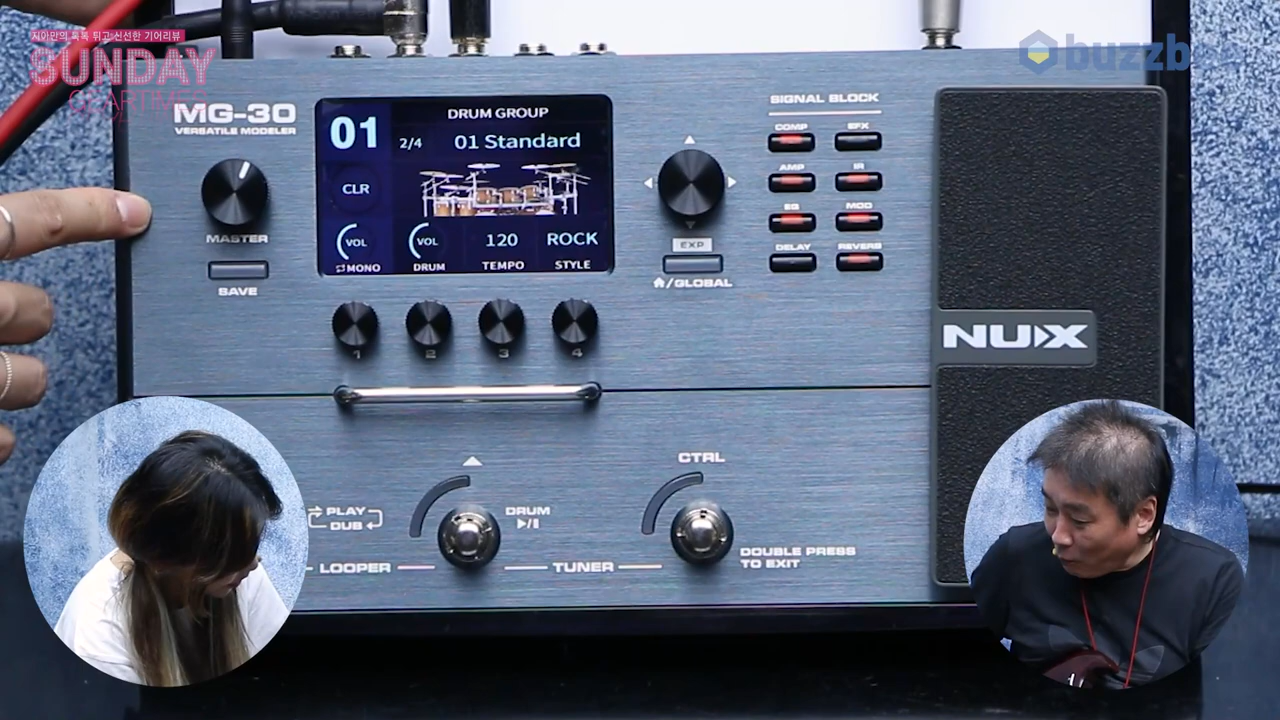 지아만의 톡톡 튀고 신선한 기어리뷰
SUNDAY
GEARTIMES
buzzb
MG-30
VERSATILE MODELER
MASTER
SAVE
01
DRUM GROUP
2/4
01 Standard
CLR
VOL
VOL
120
ROCK
MONO
DRUM
TEMPO
STYLE
1
2
3
4
EXP
/GLOBAL
SIGNAL BLOCK
COMP
EFX
AMP
IR
EQ
MOD
DELAY
REVERB
NUX
PLAY
DUB
DRUM
LOOPER
TUNER
CTRL
DOUBLE PRESS
TO EXIT